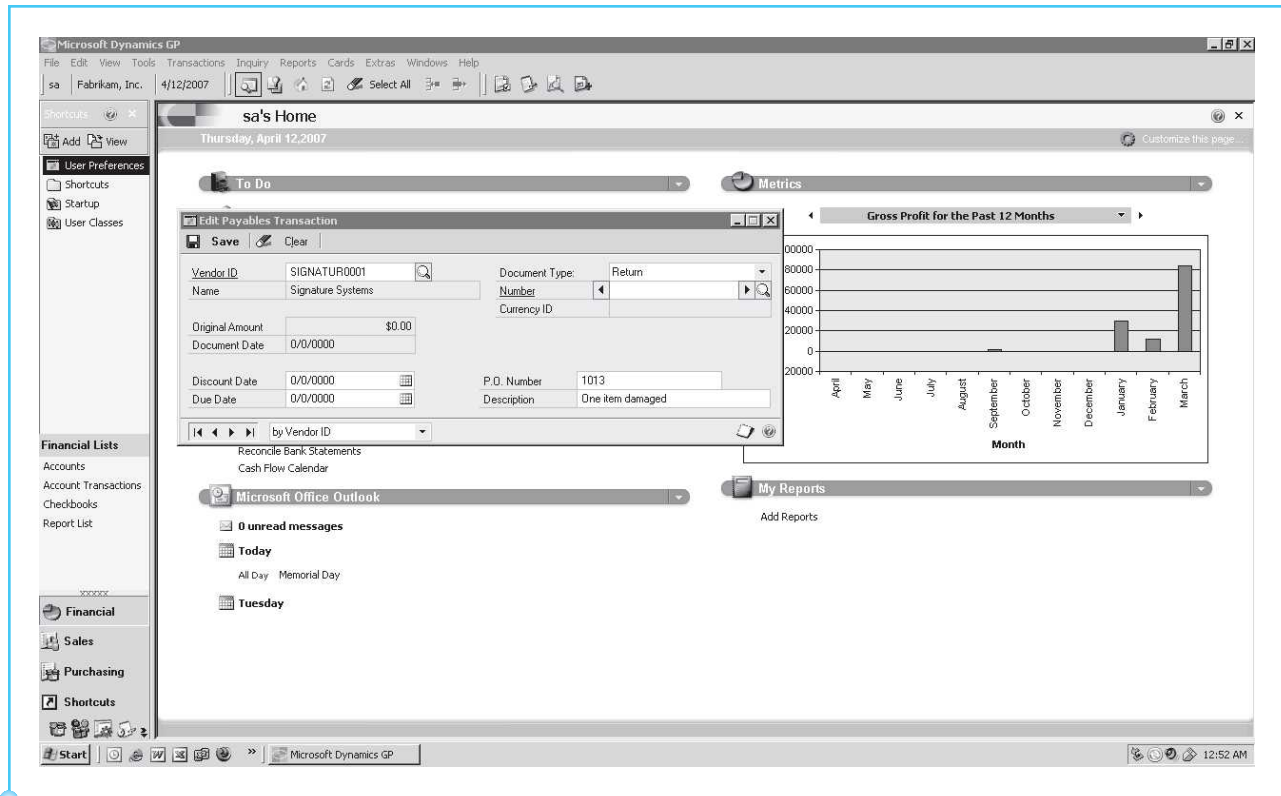 Microsoft Dynamics GP
File Edit View Tools Transactions Inquiry Reports Cards Extras Windows Help
sa Fabrikam, Inc. 4/12/2007 Select All
Shortcuts
Add View
User Preferences
Shortcuts
Startup
User Classes
Financial Lists
Accounts
Account Transactions
Checkbooks
Report List
Financial
Sales
Purchasing
Shortcuts
sa's Home
Thursday, April 12,2007
Customize this page...
To Do
Edit Payables Transaction
Save Clear
Vendor ID SIGNATUR0001 Document Type: Return
Name Signature Systems Number
Currency ID
Original Amount $0.00
Document Date 0/0/0000
Discount Date 0/0/0000 P.O. Number 1013
Due Date 0/0/0000 Description One item damaged
by Vendor ID
Reconcile Bank Statements
Cash Flow Calendar
Microsoft Office Outlook
0 unread messages
Today
All Day Memorial Day
Tuesday
Metrics
Gross Profit for the Past 12 Months
00000
80000
60000
40000
20000
0
20000
April May June July August September October November December January February March
Month
My Reports
Add Reports
Start Microsoft Dynamics GP 12:52 AM